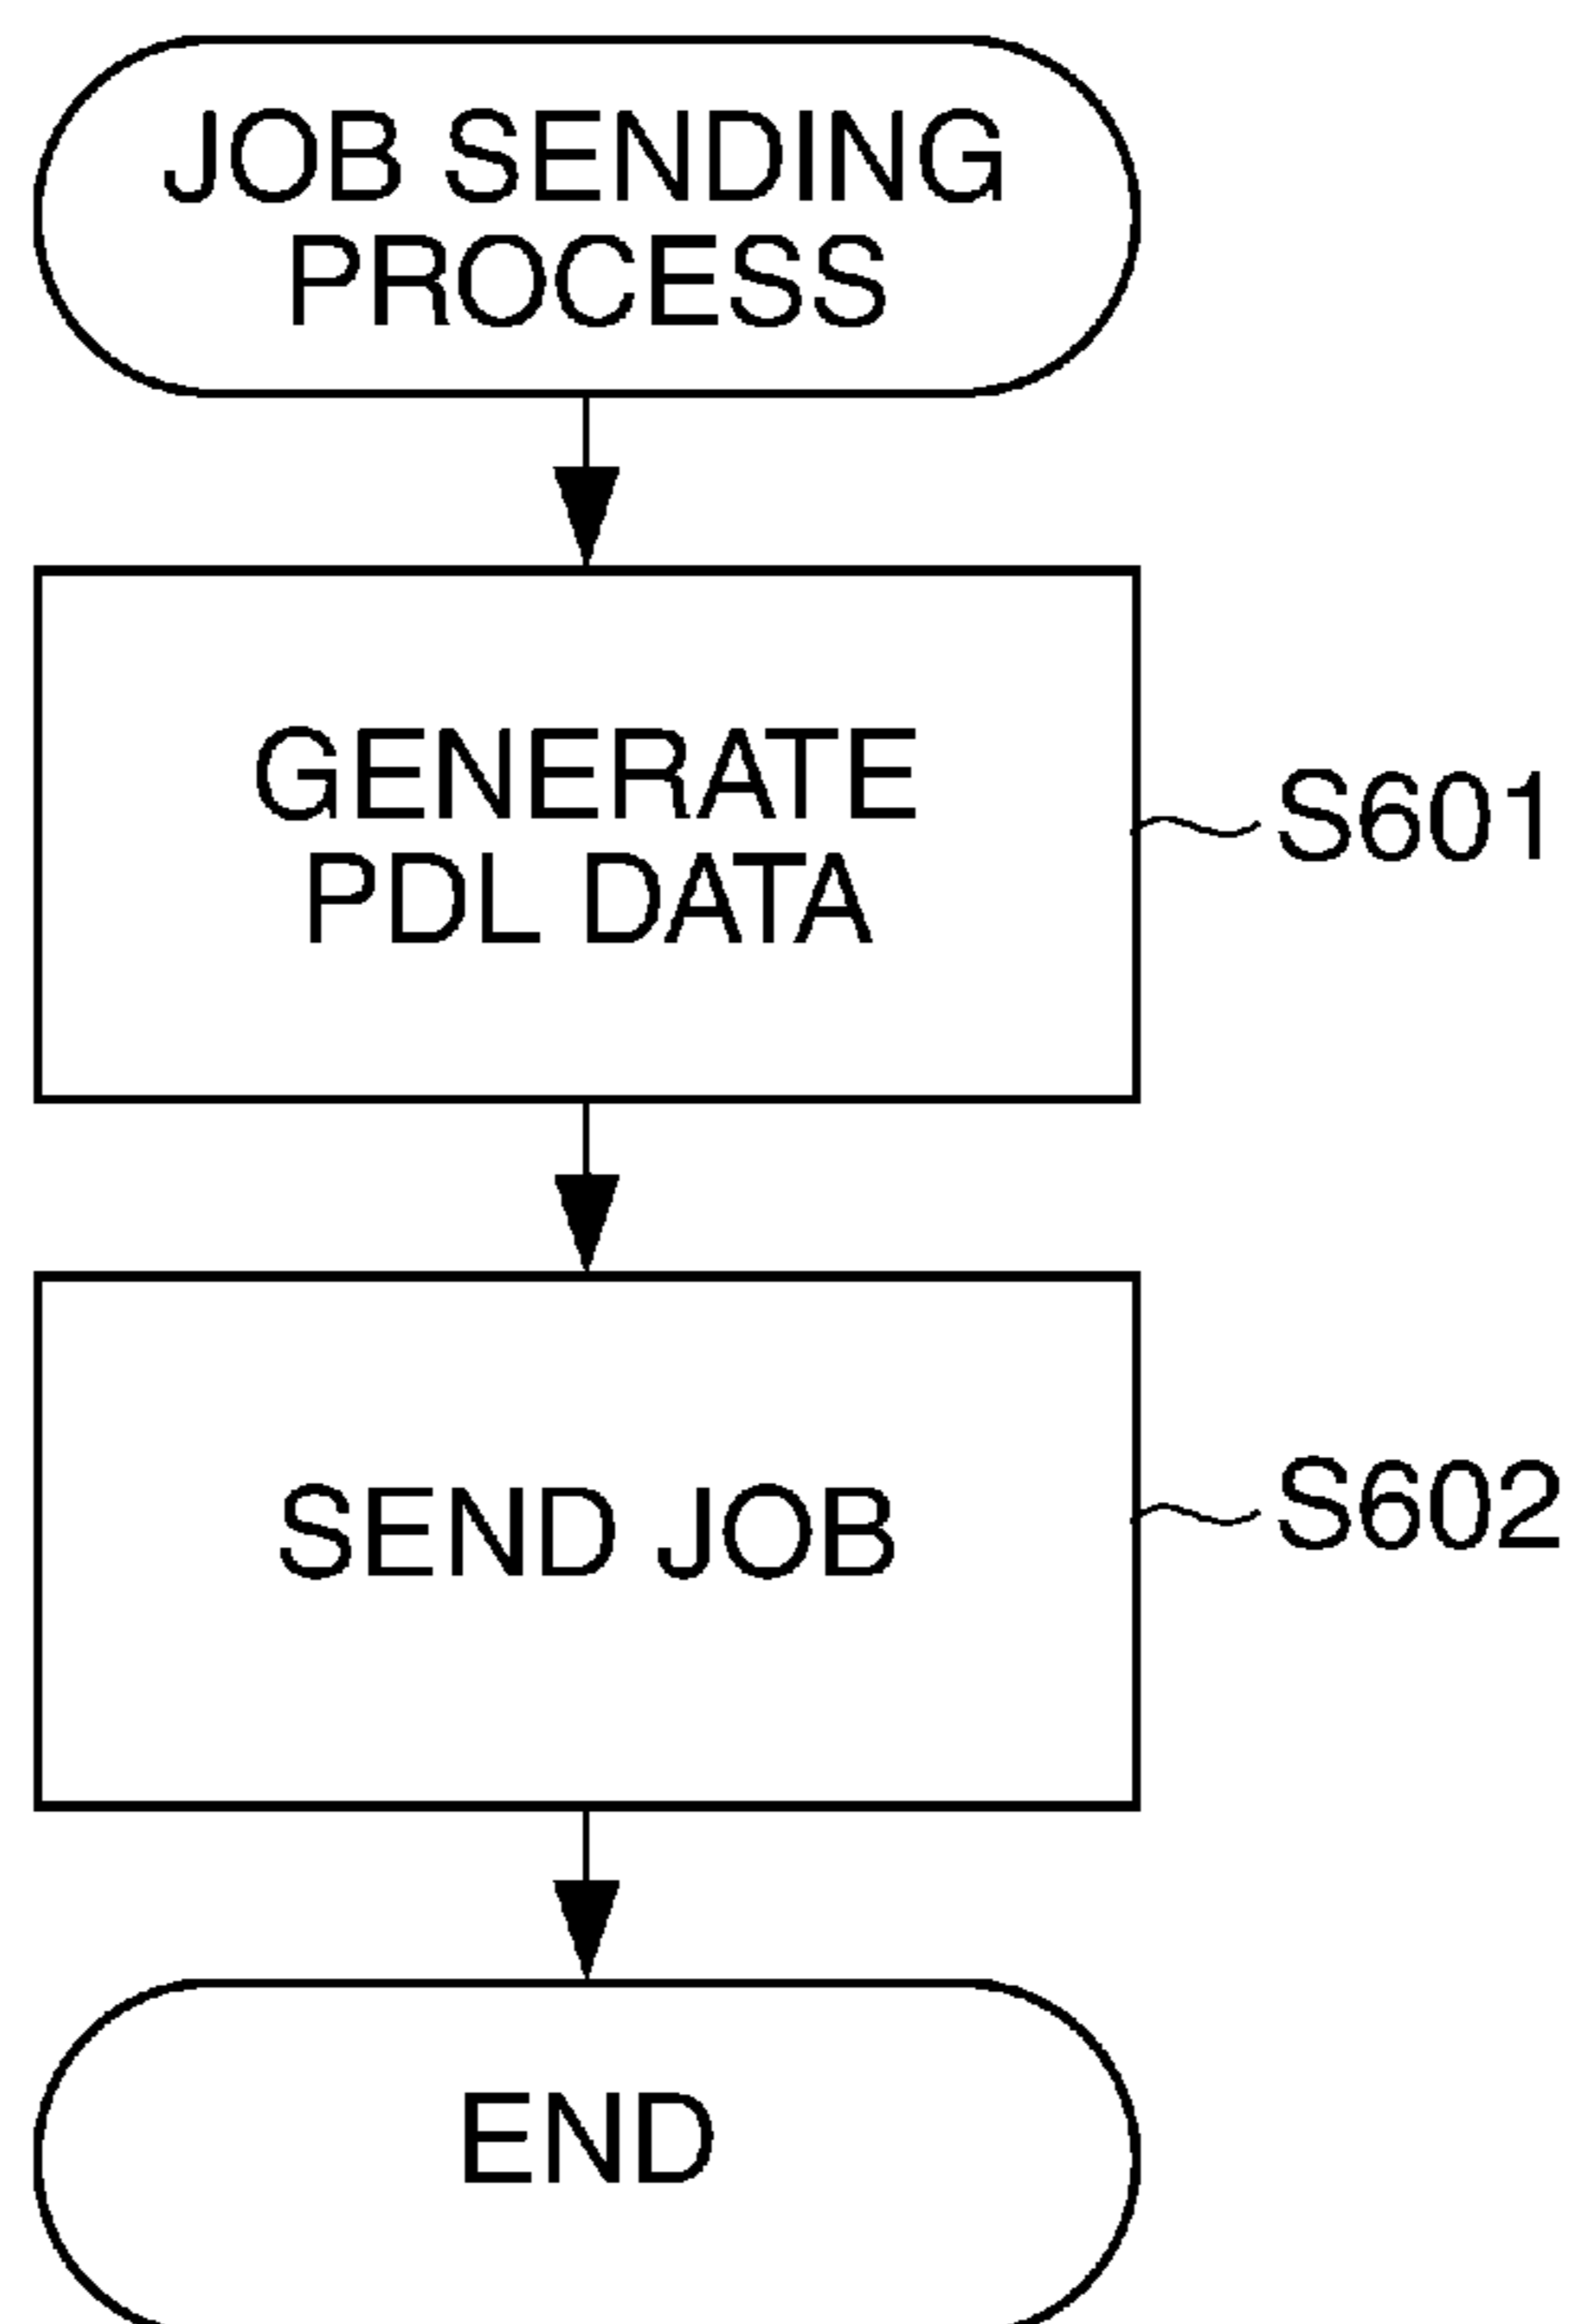 JOB SENDING
PROCESS
GENERATE
PDL DATA
S601
SEND JOB
S602
END